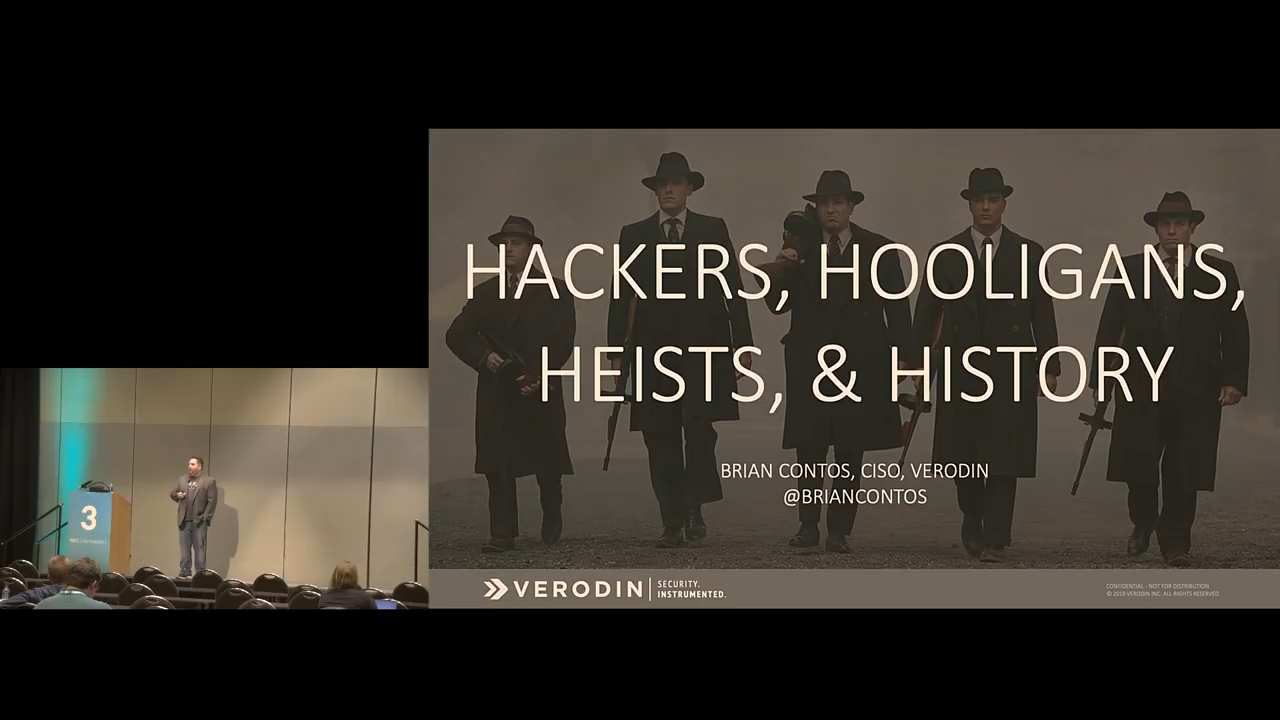 HACKERS, HOOLIGANS,
HEISTS, & HISTORY
BRIAN CONTOS, CISO, VERODIN
@BRIANCONTOS
VERODIN
SECURITY.
INSTRUMENTED.
CONFIDENTIAL - NOT FOR DISTRIBUTION
© 2019 VERODIN INC. ALL RIGHTS RESERVED
3